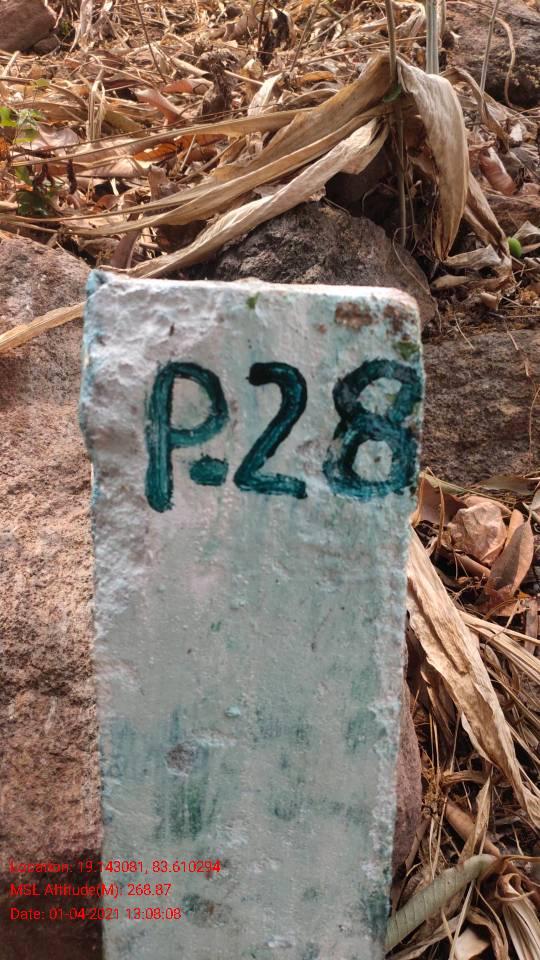 P.28
Location: 19.143081, 83.610294
MSL Altitude(M): 268.87
Date: 01-04-2021 13:08:08